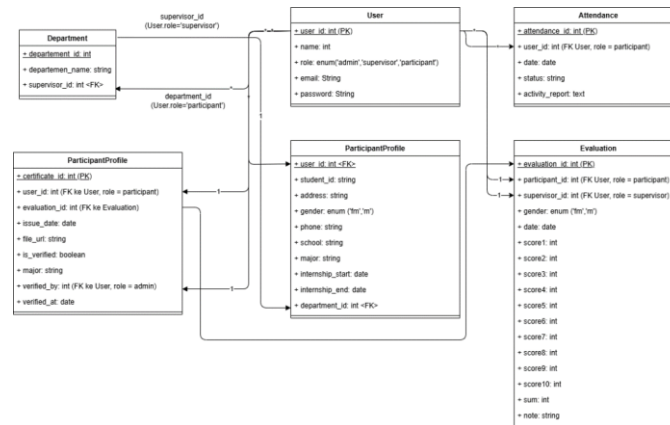 supervisor_id
(User.role='supervisor')
Department
+ departement_id: int
+ departemen_name: string
+ supervisor_id: int <FK>
department_id
(User.role='participant')
User
+ user_id: int (PK)
+ name: int
+ role: enum('admin','supervisor','participant')
+ email: String
+ password: String
Attendance
+ attendance_id: int (PK)
+ user_id: int (FK User, role = participant)
+ date: date
+ status: string
+ activity_report: text
ParticipantProfile
+ certificate_id: int (PK)
+ user_id: int (FK ke User, role = participant)
+ evaluation_id: int (FK ke Evaluation)
+ issue_date: date
+ file_url: string
+ is_verified: boolean
+ major: string
+ verified_by: int (FK ke User, role = admin)
+ verified_at: date
ParticipantProfile
+ user_id: int <FK>
+ student_id: string
+ address: string
+ gender: enum ('fm','m')
+ phone: string
+ school: string
+ major: string
+ internship_start: date
+ internship_end: date
+ department_id: int <FK>
Evaluation
+ evaluation_id: int (PK)
+ participant_id: int (FK User, role = participant)
+ supervisor_id: int (FK User, role = supervisor)
+ gender: enum ('fm','m')
+ date: date
+ score1: int
+ score2: int
+ score3: int
+ score4: int
+ score5: int
+ score6: int
+ score7: int
+ score8: int
+ score9: int
+ score10: int
+ sum: int
+ note: string
1
1
1
1
1
1